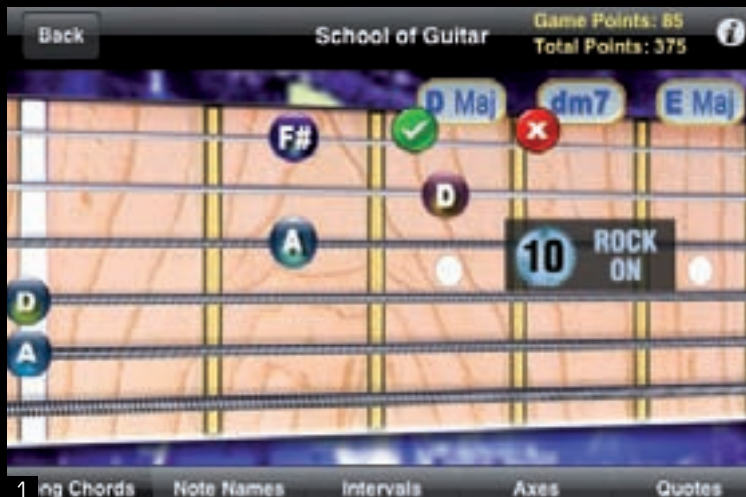 Back
School of Guitar
Game Points: 85
Total Points: 375
i
D Maj
dm7
E Maj
F#
D
A
10
ROCK
ON
D
A
1
ng Chords
Note Names
Intervals
Axes
Quotes